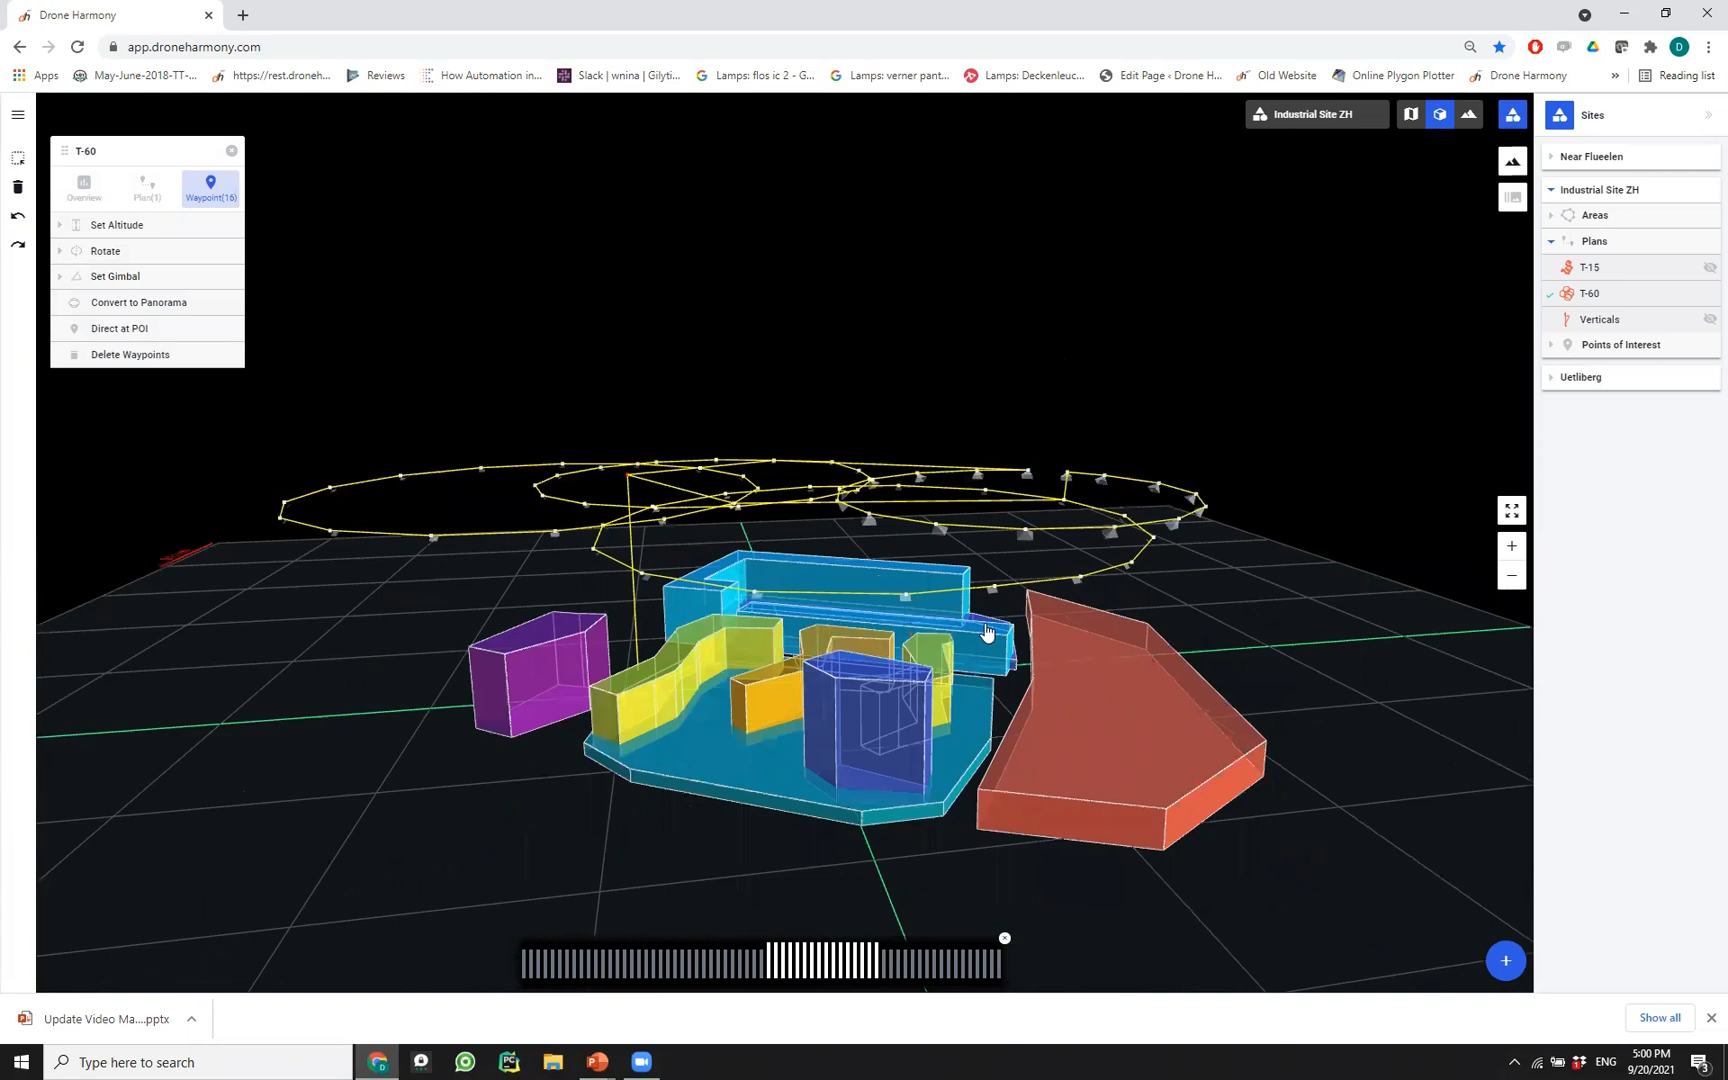 Drone Harmony
app.droneharmony.com
Apps
May-June-2018-TT-...
https://rest.droneh...
Reviews
How Automation in...
Slack | wnina | Gilyti...
Lamps: flos ic 2 - G...
Lamps: verner pant...
Lamps: Deckenleuc...
Edit Page ‹ Drone H...
Old Website
Online Plygon Plotter
Drone Harmony
»
Reading list
Industrial Site ZH
Sites
T-60
Overview
Plan(1)
Waypoint(16)
Set Altitude
Rotate
Set Gimbal
Convert to Panorama
Direct at POI
Delete Waypoints
Near Flueelen
Industrial Site ZH
Areas
Plans
T-15
T-60
Verticals
Points of Interest
Uetliberg
Update Video Ma....pptx
Show all
Type here to search
ENG
5:00 PM
9/20/2021
3